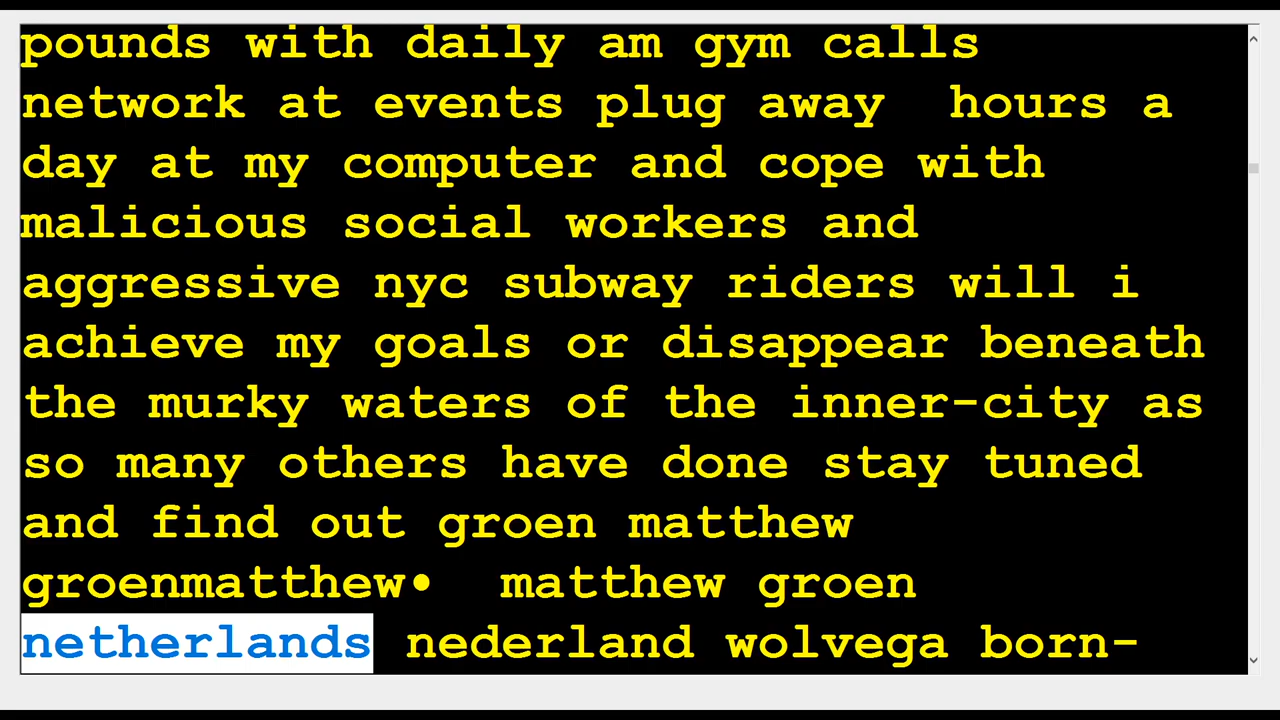 pounds with daily am gym calls
network at events plug away  hours a
day at my computer and cope with
malicious social workers and
aggressive nyc subway riders will i
achieve my goals or disappear beneath
the murky waters of the inner-city as
so many others have done stay tuned
and find out groen matthew
groenmatthew•  matthew groen
netherlands nederland wolvega born-